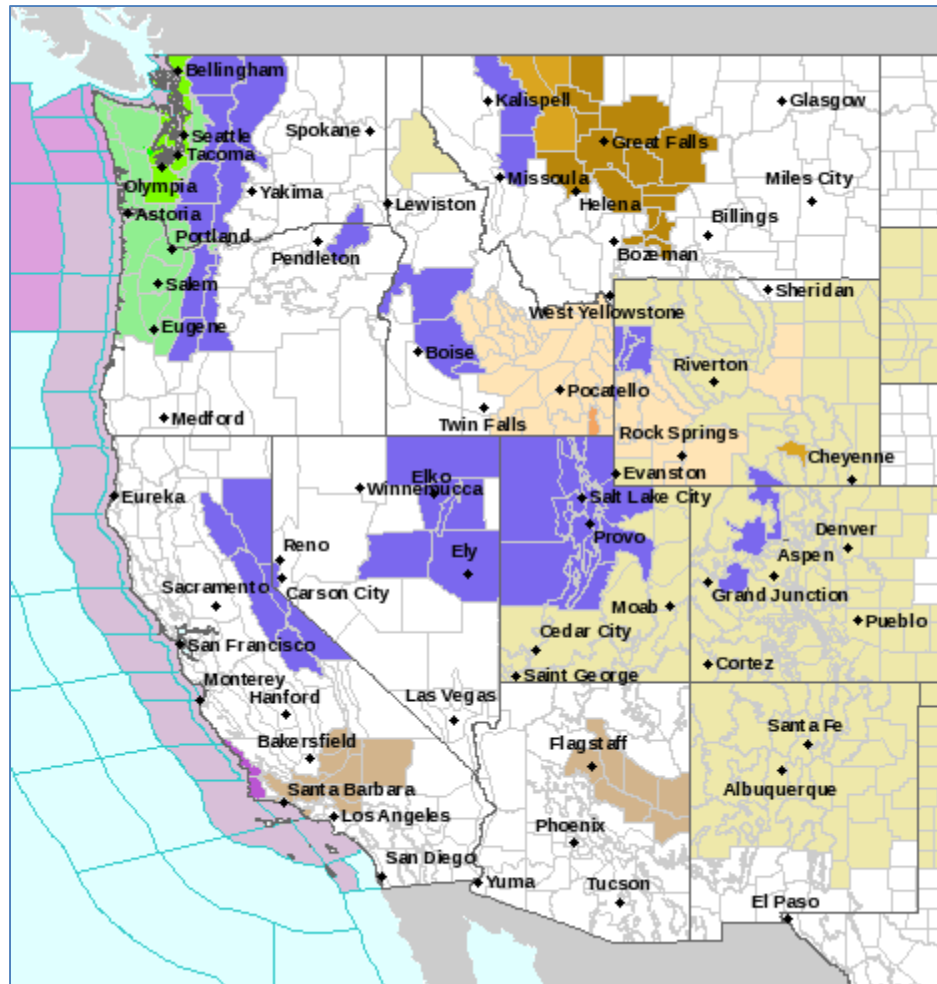 Bellingham
Kalispell
Glasgow
Spokane
Seattle
Great Falls
Tacoma
Missoula
Miles City
Olympia
Yakima
Lewiston
Helena
Astoria
Billings
Portland
Pendleton
Bozeman
Salem
Sheridan
West Yellowstone
Eugene
Boise
Riverton
Pocatello
Medford
Twin Falls
Rock Springs
Cheyenne
Evanston
Elko
Winnemucca
Eureka
Salt Lake City
Denver
Provo
Reno
Ely
Aspen
Sacramento
Carson City
Grand Junction
Moab
Pueblo
Cedar City
San Francisco
Cortez
Saint George
Monterey
Hanford
Las Vegas
Santa Fe
Bakersfield
Flagstaff
Albuquerque
Santa Barbara
Los Angeles
Phoenix
San Diego
Yuma
Tucson
El Paso